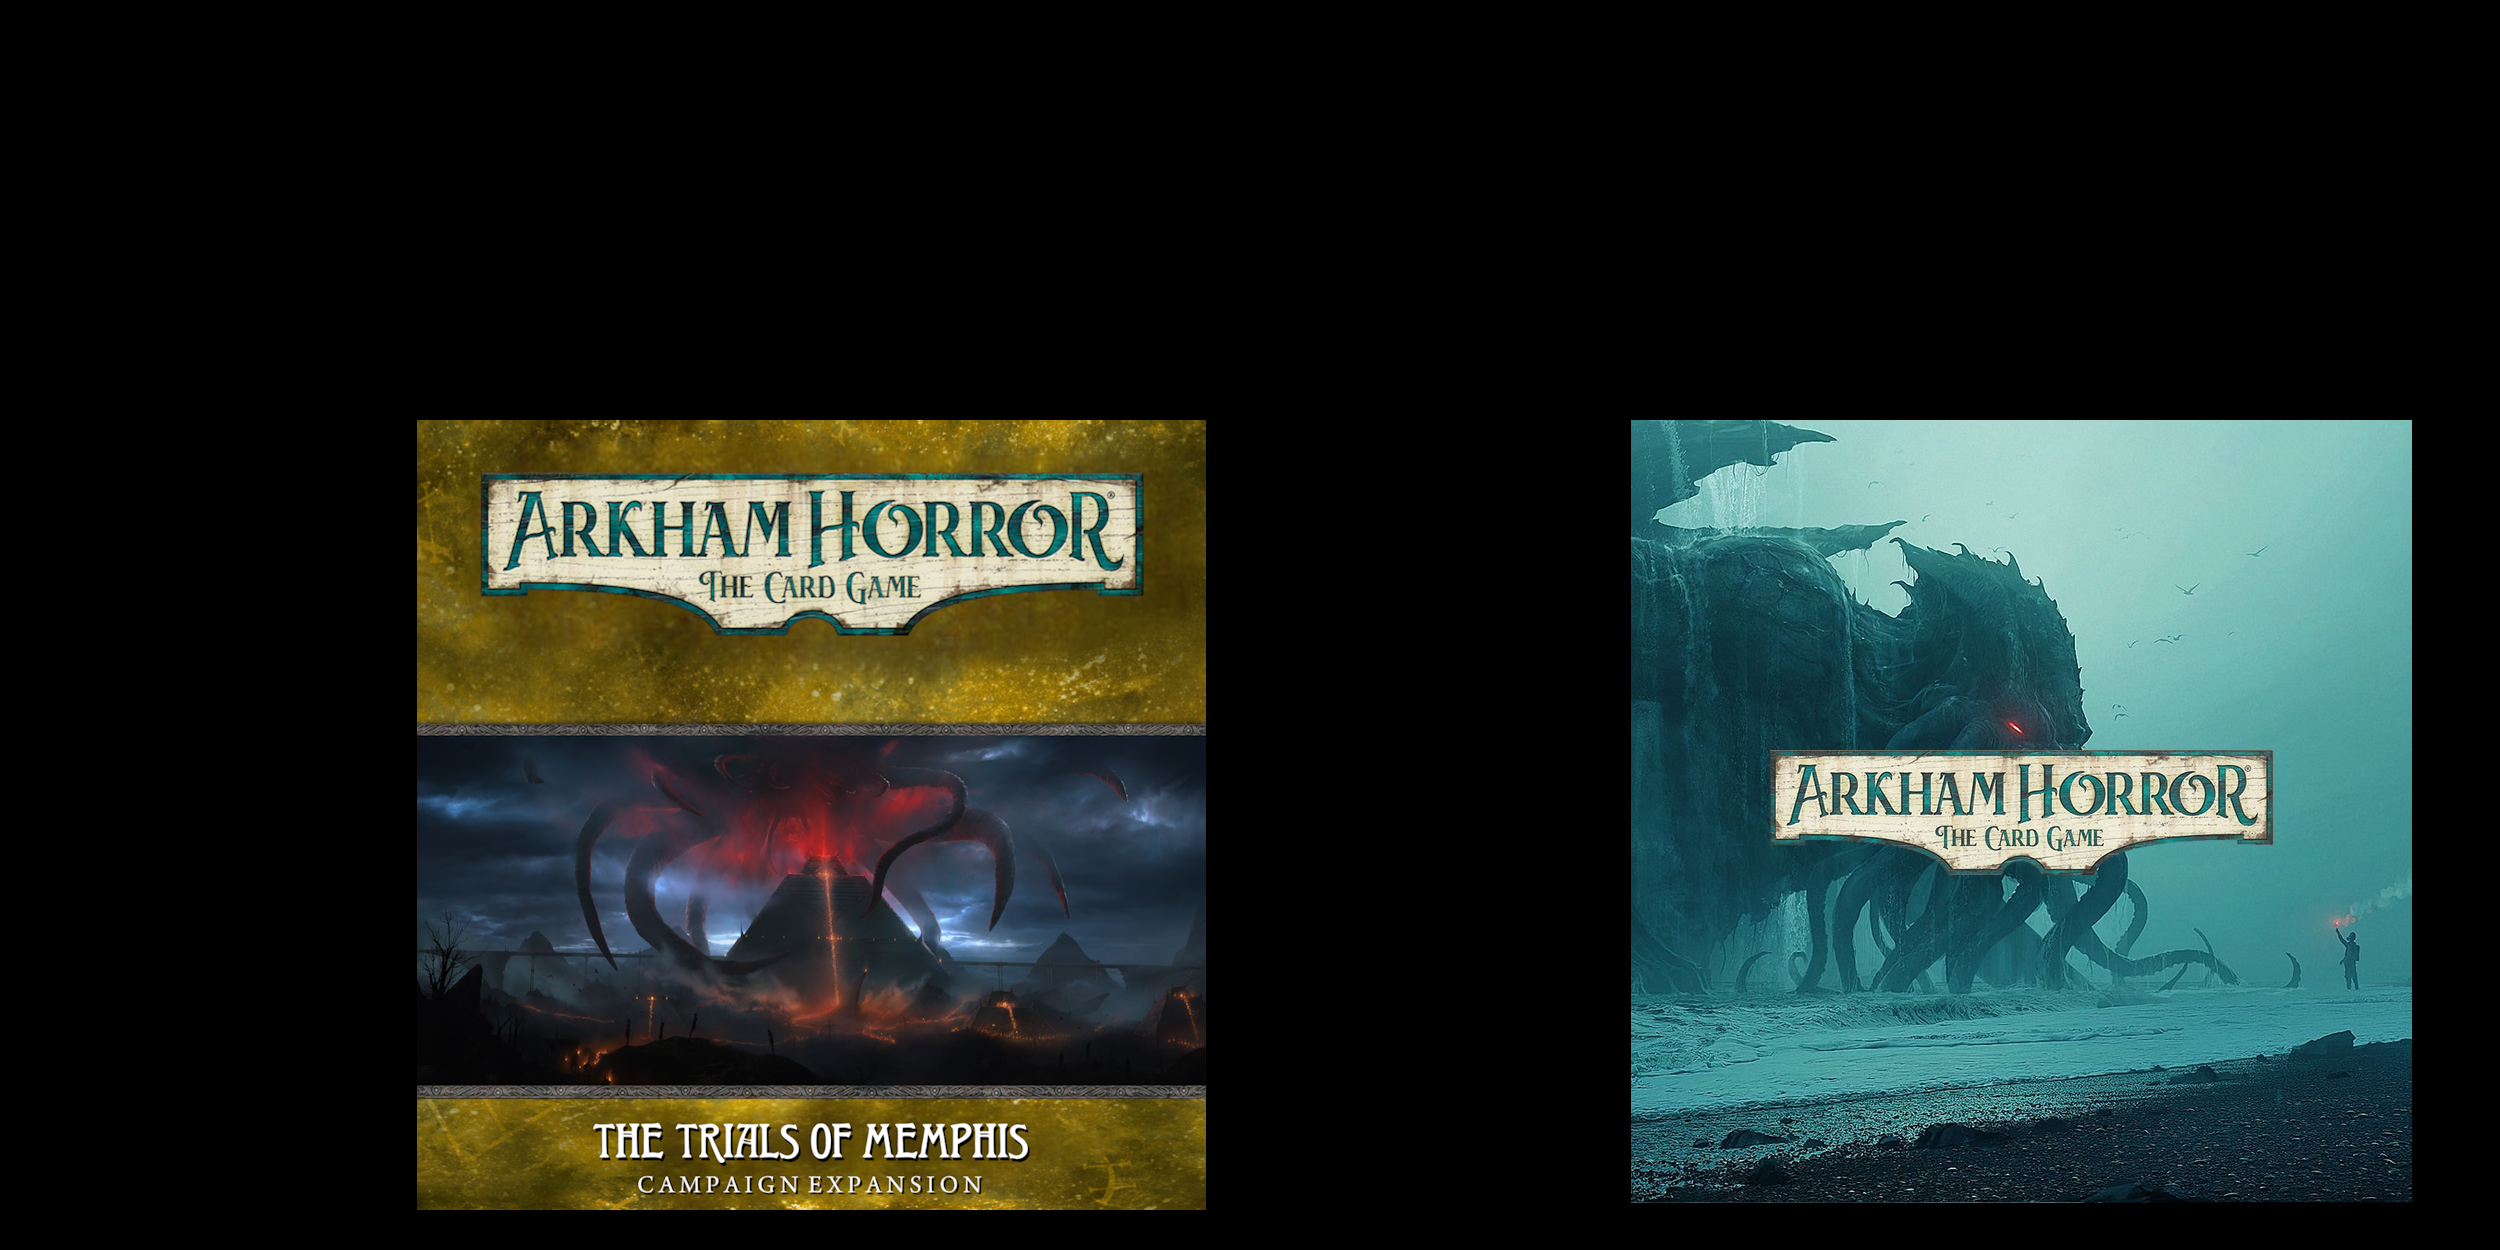 ARKHAM HORROR®
THE CARD GAME
THE TRIALS OF MEMPHIS
CAMPAIGN EXPANSION
ARKHAM HORROR®
THE CARD GAME